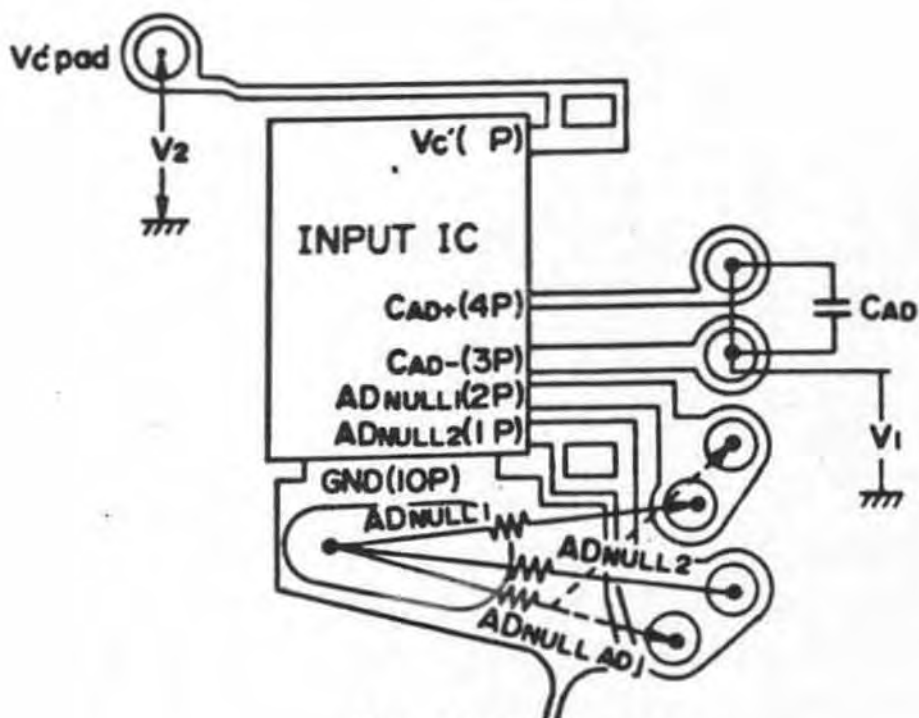 Vc'pad
V2
Vc'( P)
INPUT IC
CAD+(4P)
CAD
CAD-(3P)
ADNULL1(2P)
ADNULL2(1P)
V1
GND(10P)
ADNULL1
ADNULL2
ADNULL ADJ